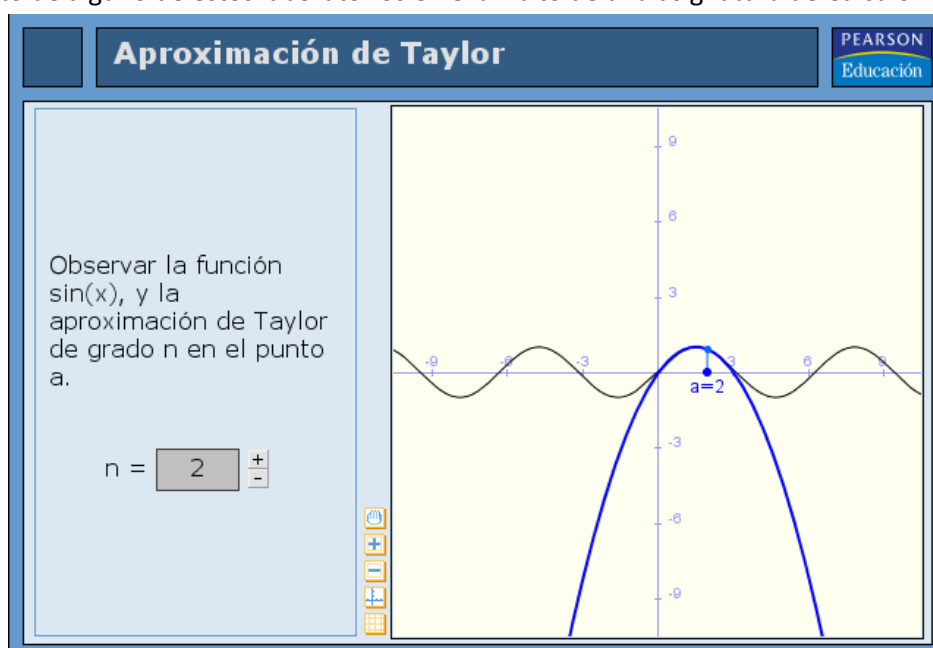 Aproximación de Taylor
PEARSON
Educación
Observar la función
sin(x), y la
aproximación de Taylor
de grado n en el punto
a.
n = 2
+
-
9
6
3
-9 -6 -3 3 6 9
a=2
-3
-6
-9